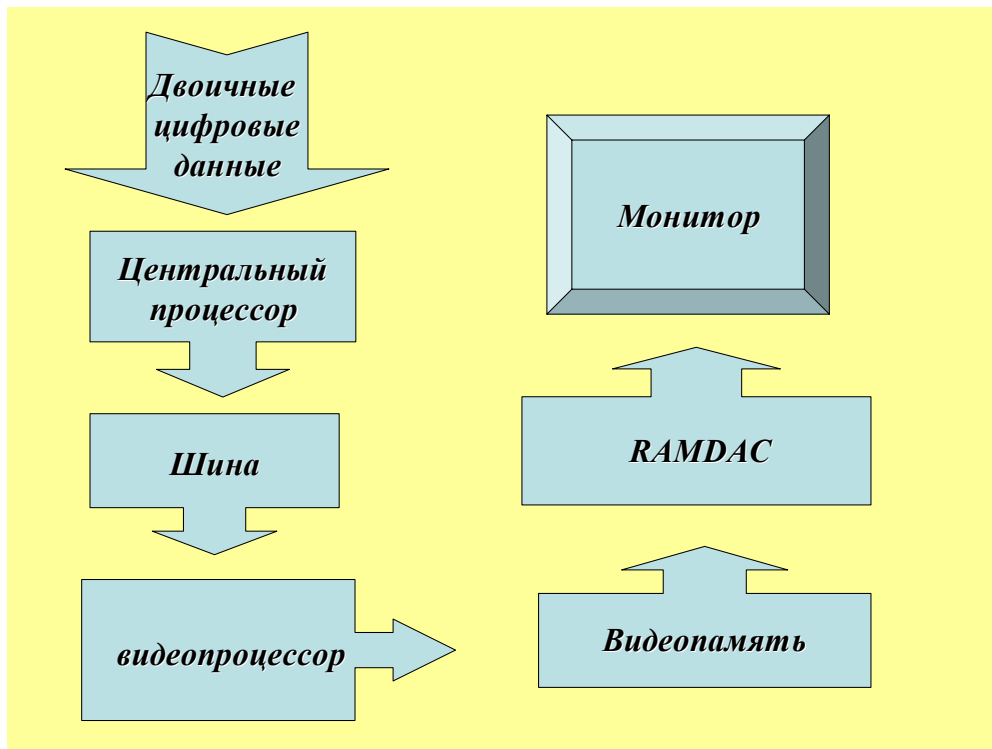 Двоичные
цифровые
данные
Центральный
процессор
Шина
видеопроцессор
Видеопамять
RAMDAC
Монитор